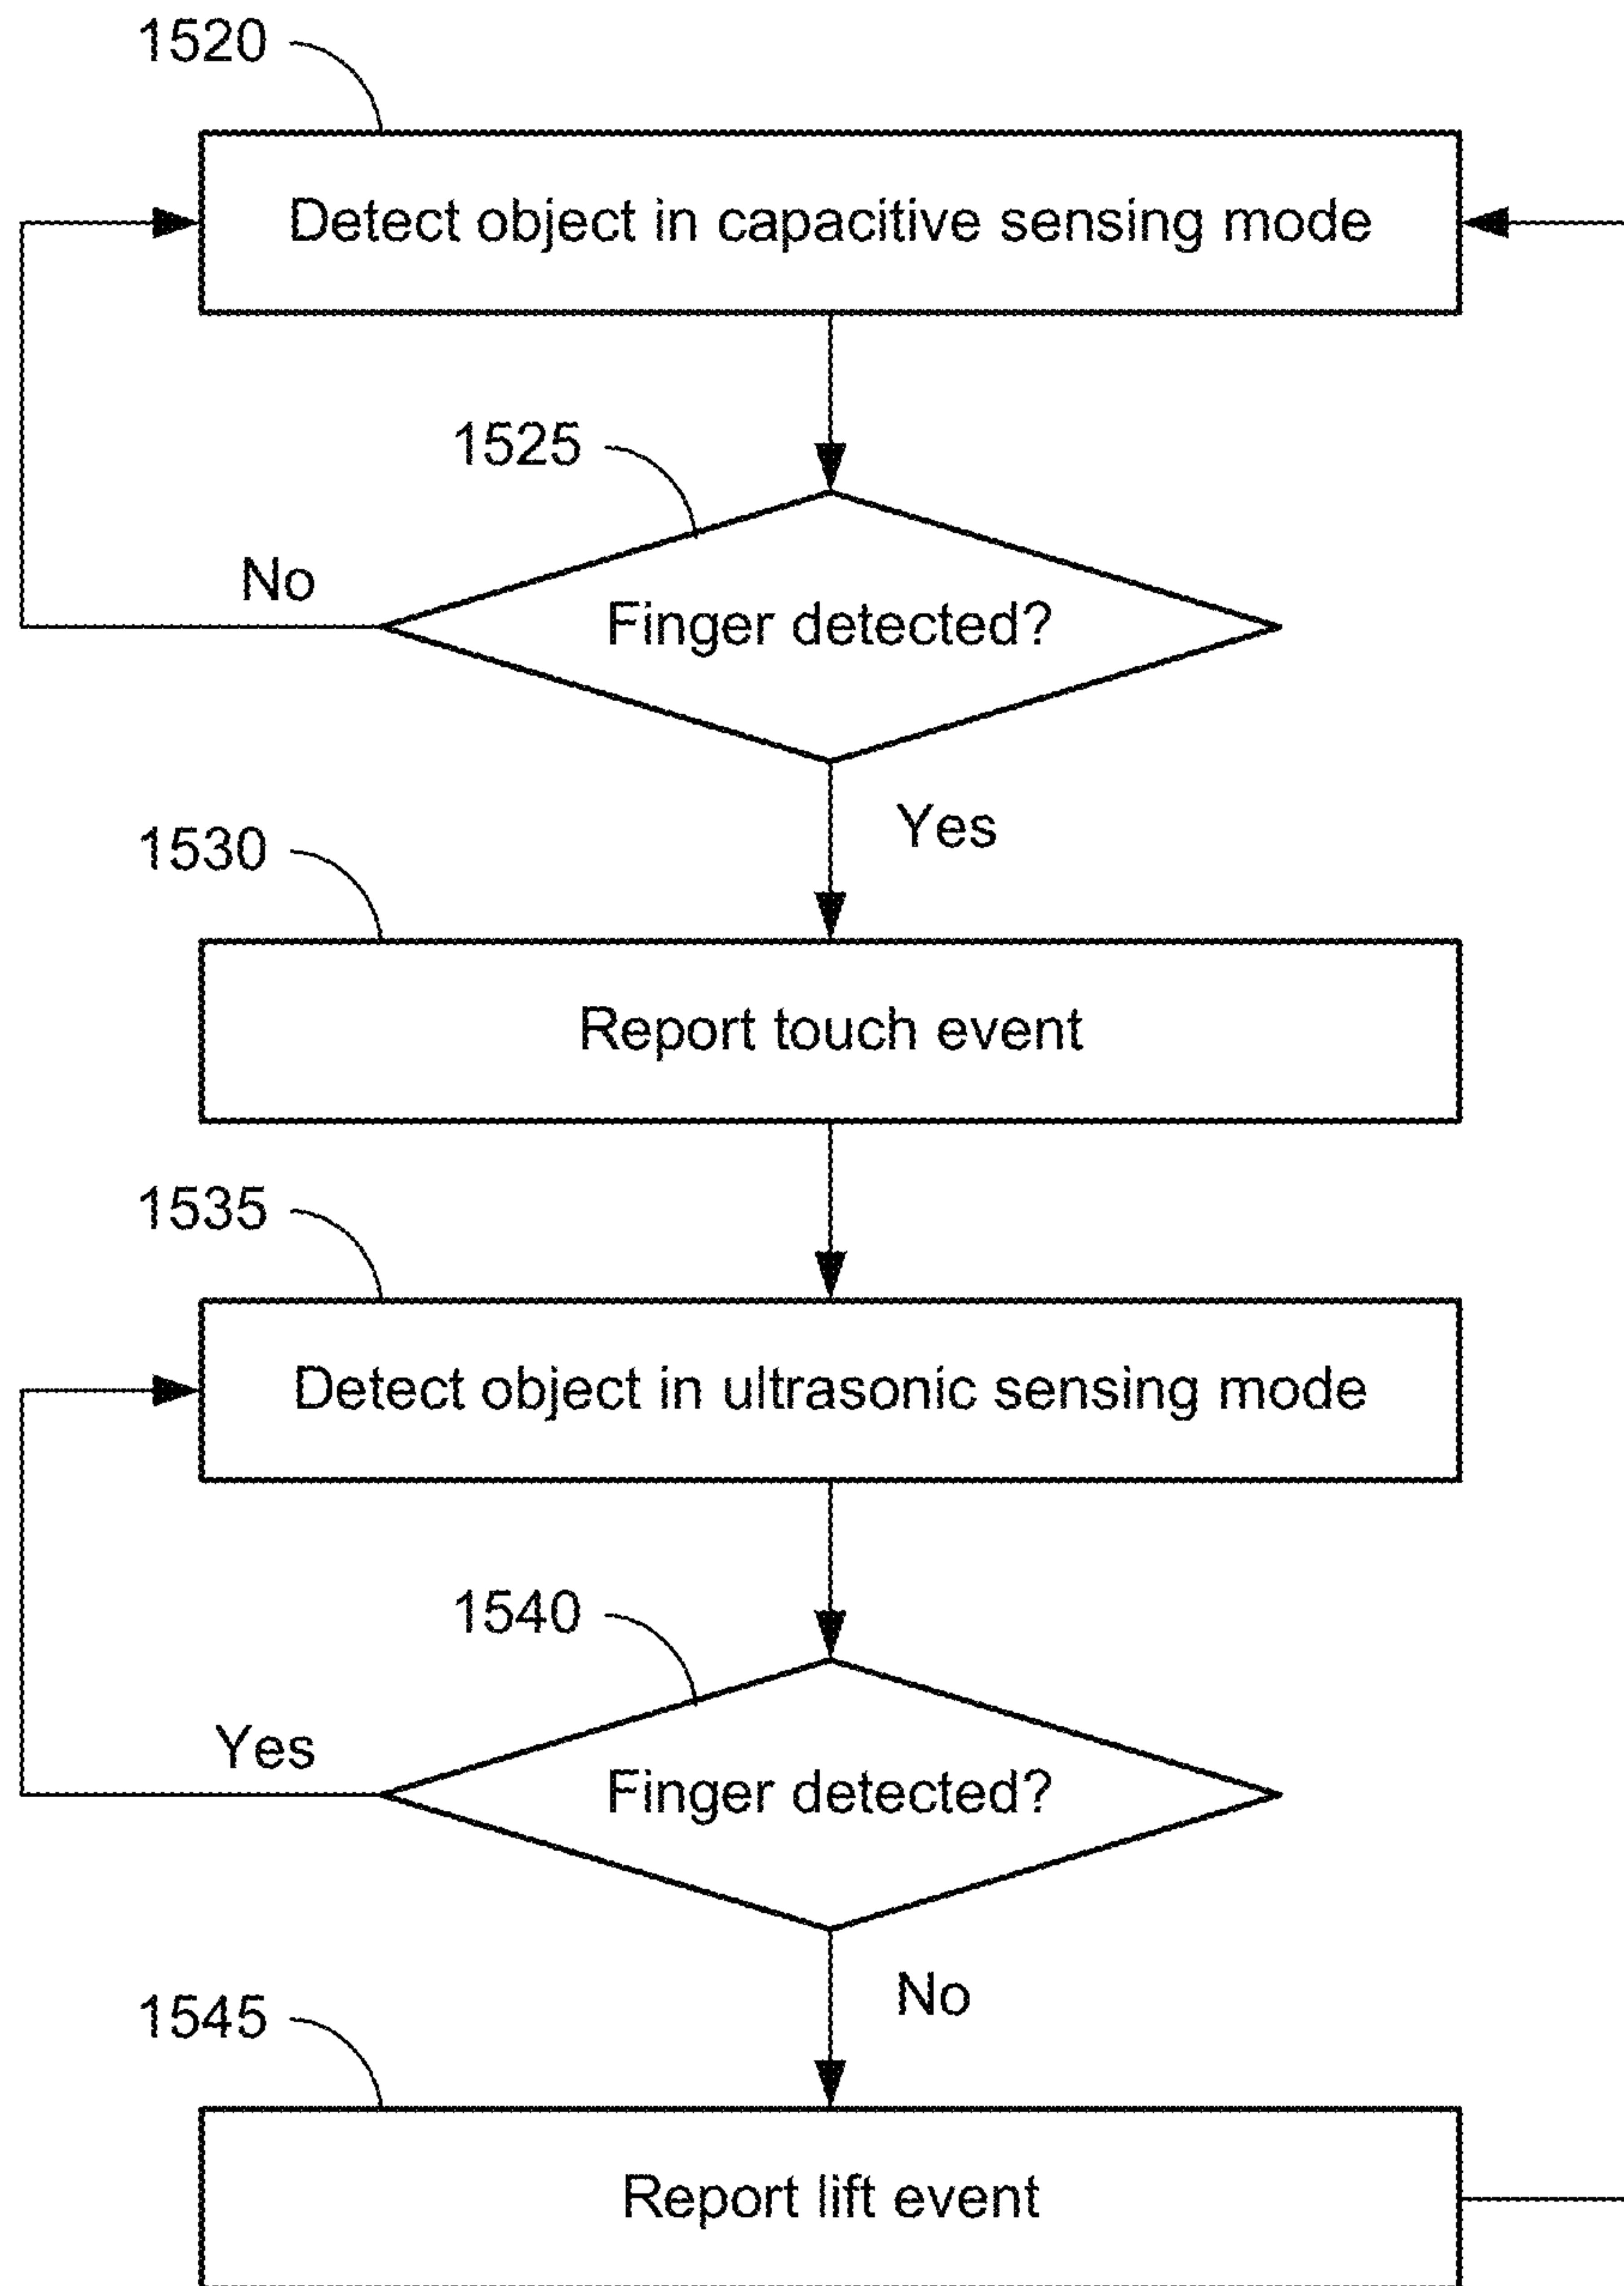 1520
Detect object in capacitive sensing mode
1525
No
Finger detected?
Yes
1530
Report touch event
1535
Detect object in ultrasonic sensing mode
1540
Yes
Finger detected?
No
1545
Report lift event